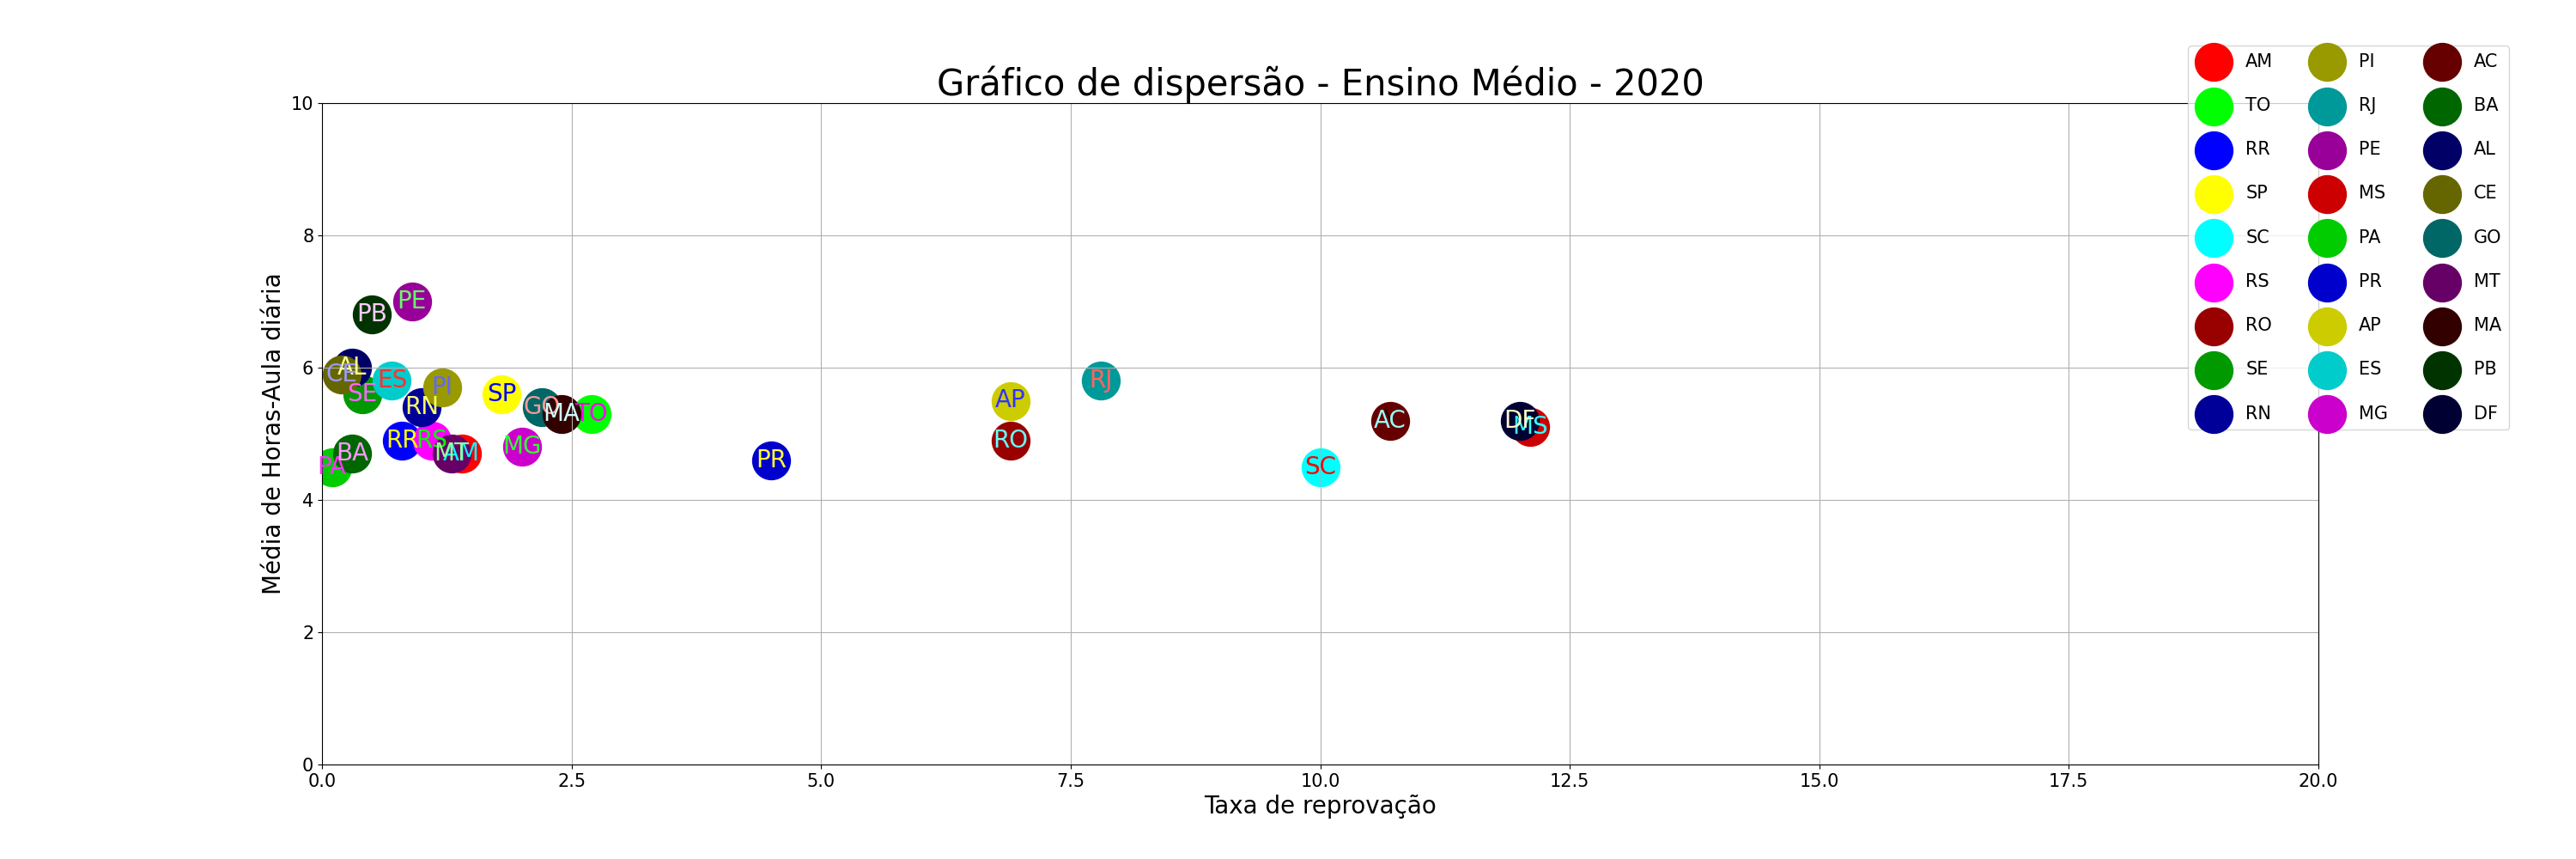 Gráfico de dispersão - Ensino Médio - 2020
Média de Horas-Aula diária
10
8
6
4
2
0
0.0 2.5 5.0 7.5 10.0 12.5 15.0 17.5 20.0
Taxa de reprovação
PE
PB
AL
CE
ES
SE
PI
RN
SP
GO
MA
TO
AP
RJ
RO
AC
DF
MS
SC
PR
MG
RR
RS
MT
AM
BA
PA
AM PI AC
TO RJ BA
RR PE AL
SP MS CE
SC PA GO
RS PR MT
RO AP MA
SE ES PB
RN MG DF